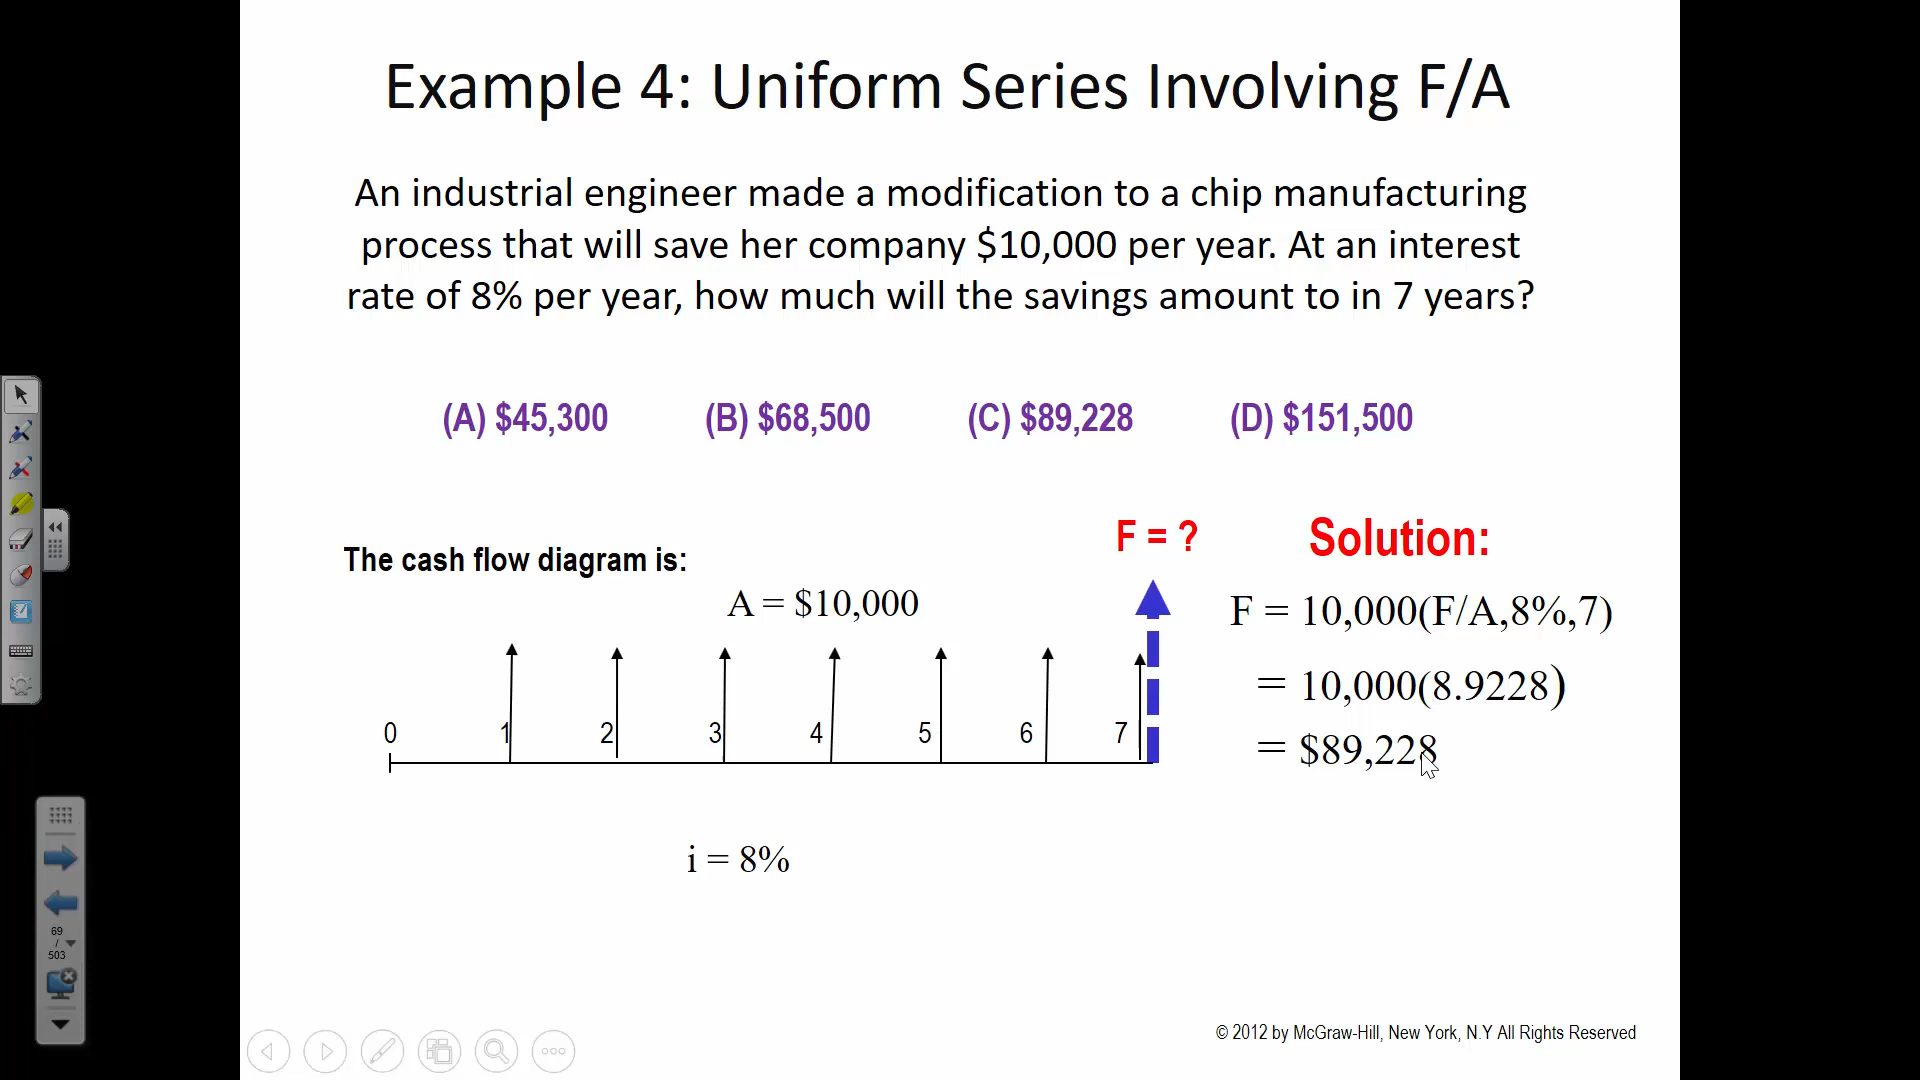 Example 4: Uniform Series Involving F/A
An industrial engineer made a modification to a chip manufacturing
process that will save her company $10,000 per year. At an interest
rate of 8% per year, how much will the savings amount to in 7 years?
(A) $45,300 (B) $68,500 (C) $89,228 (D) $151,500
The cash flow diagram is:
F = ?
A = $10,000
0 1 2 3 4 5 6 7
i = 8%
Solution:
F = 10,000(F/A,8%,7)
= 10,000(8.9228)
= $89,228
69
/
503
© 2012 by McGraw-Hill, New York, N.Y All Rights Reserved